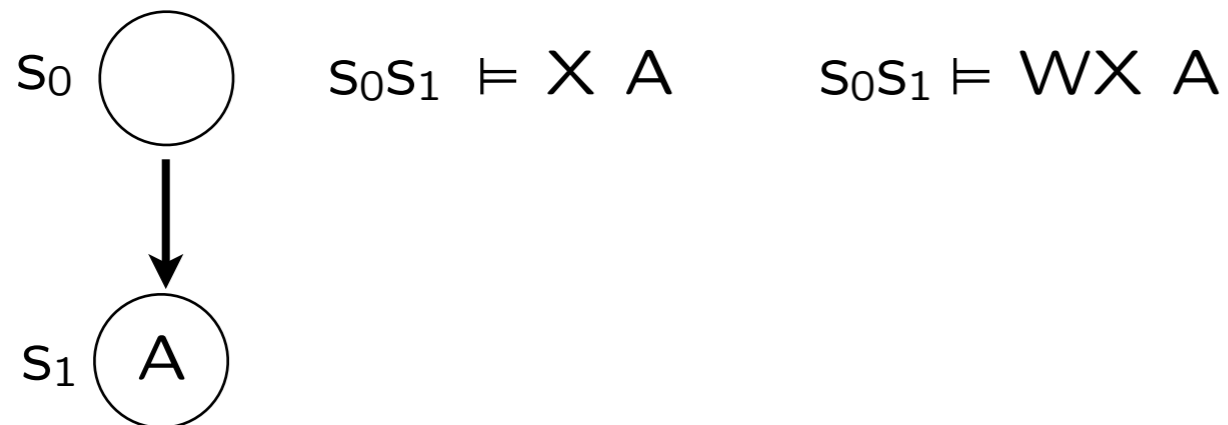 s₀ s₀s₁ ⊨ X A s₀s₁ ⊨ WX A
s₁ A